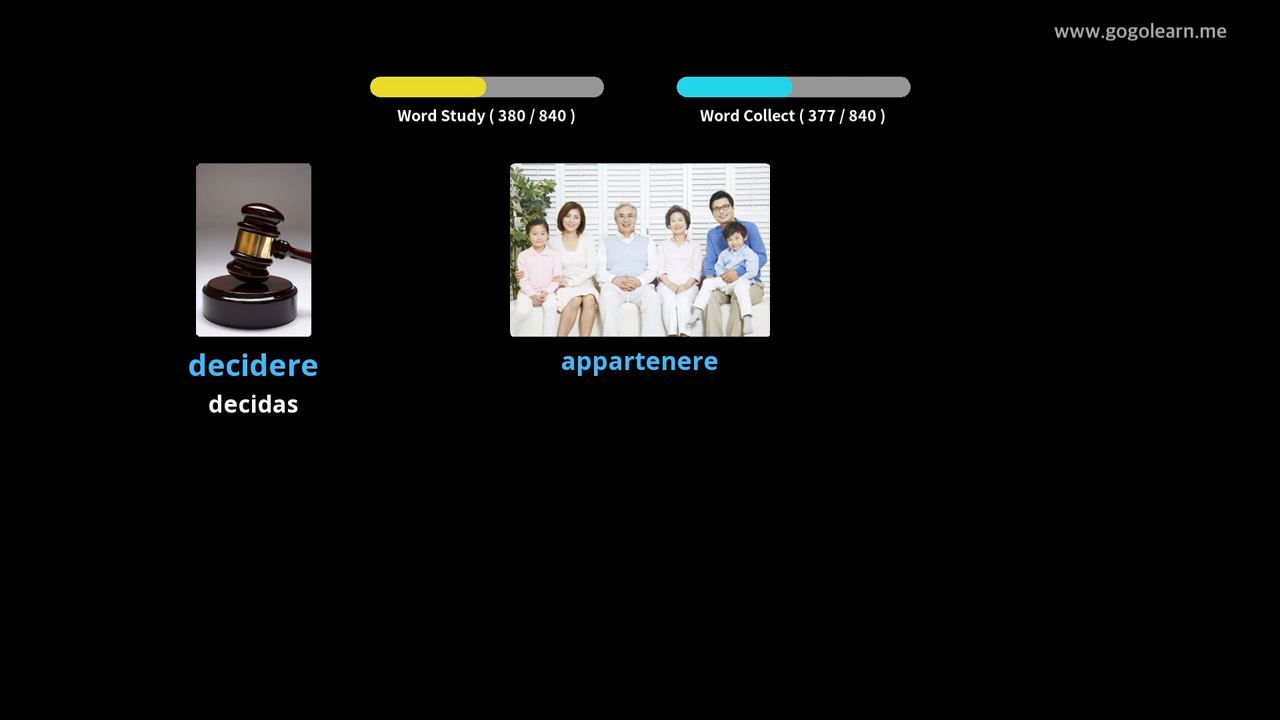 www.gogolearn.me
Word Study ( 380 / 840 )
Word Collect ( 377 / 840 )
decidere
decidas
appartenere